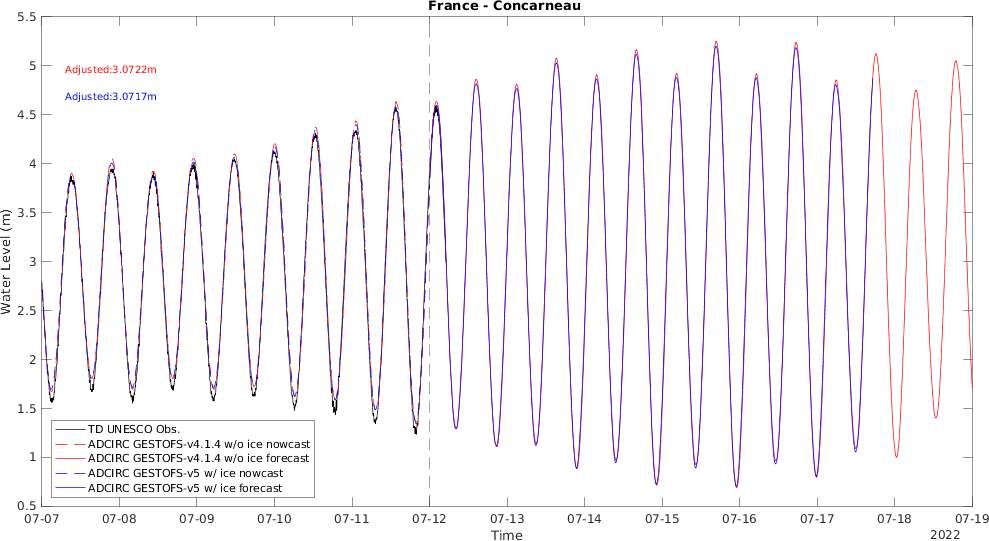 France - Concarneau
5.5
5
4.5
4
3.5
3
2.5
2
1.5
1
0.5
Water Level (m)
Adjusted:3.0722m
Adjusted:3.0717m
TD UNESCO Obs.
ADCIRC GESTOFS-v4.1.4 w/o ice nowcast
ADCIRC GESTOFS-v4.1.4 w/o ice forecast
ADCIRC GESTOFS-v5 w/ ice nowcast
ADCIRC GESTOFS-v5 w/ ice forecast
07-07 07-08 07-09 07-10 07-11 07-12 07-13 07-14 07-15 07-16 07-17 07-18 07-19
Time
2022